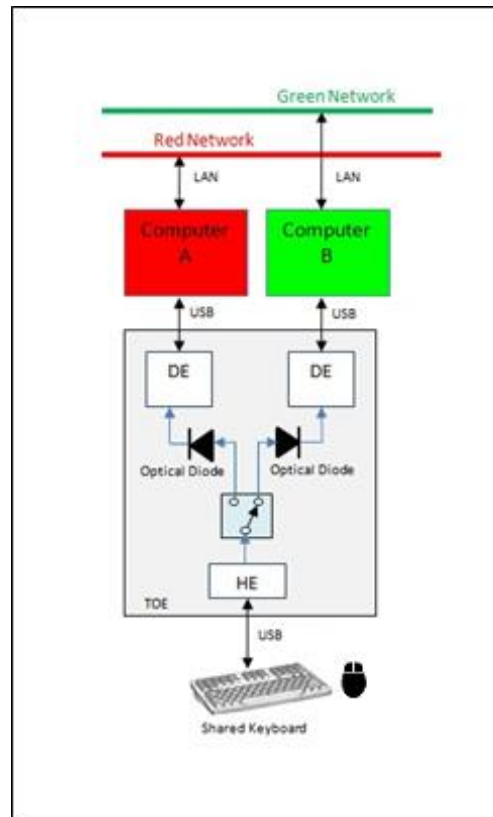 Green Network
Red Network
LAN
LAN
Computer
A
Computer
B
USB
USB
DE
DE
Optical Diode
Optical Diode
HE
TOE
USB
Shared Keyboard